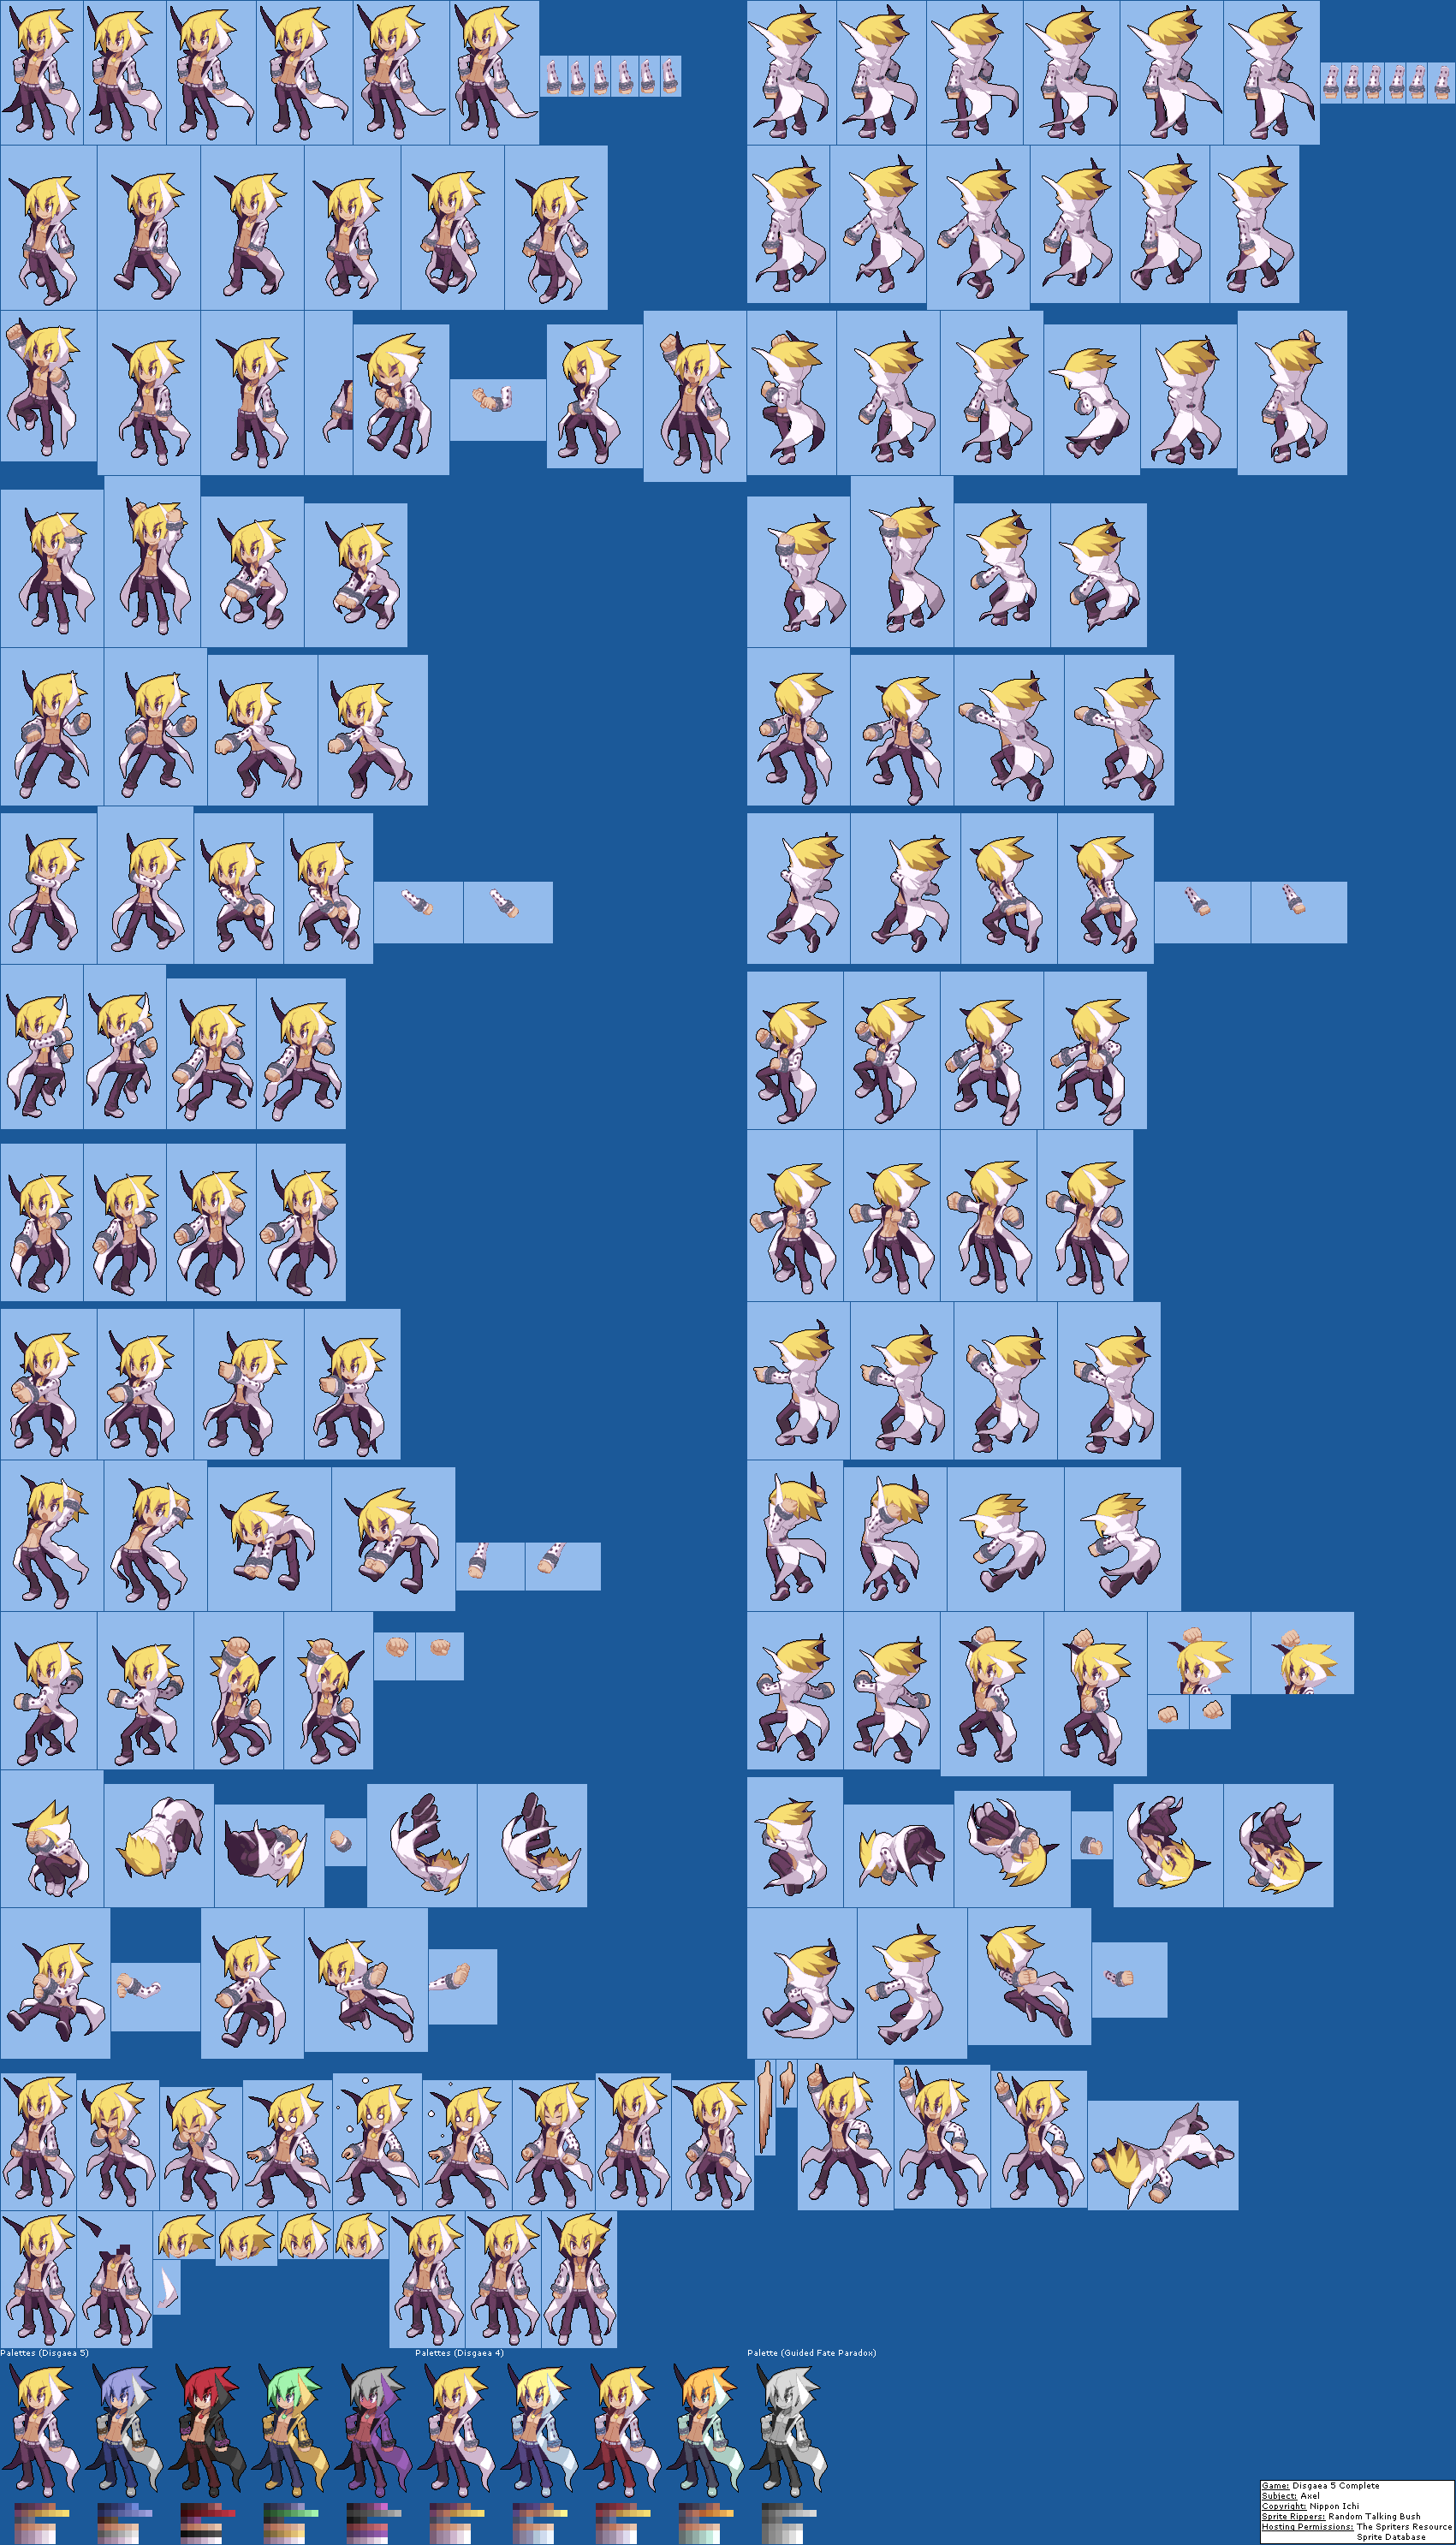 Palettes (Disgaea 5)
Palettes (Disgaea 4)
Palette (Guided Fate Paradox)
Game: Disgaea 5 Complete
Subject: Axel
Copyright: Nippon Ichi
Sprite Rippers: Random Talking Bush
Hosting Permissions: The Spriters Resource
Sprite Database